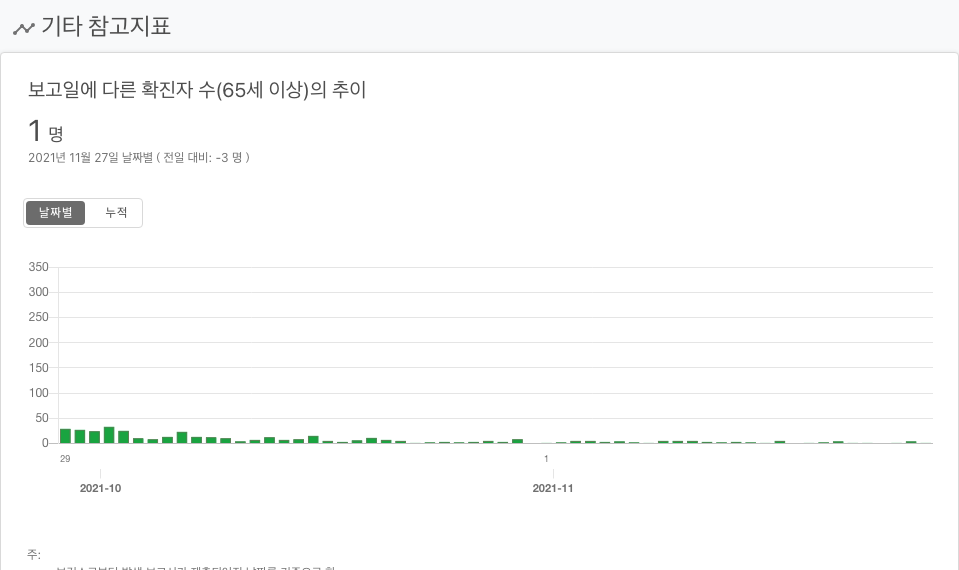 기타 참고지표
보고일에 다른 확진자 수(65세 이상)의 추이
1 명
2021년 11월 27일 날짜별 ( 전일 대비: -3 명 )
날짜별 누적
350
300
250
200
150
100
50
0
29 1
2021-10 2021-11
주: